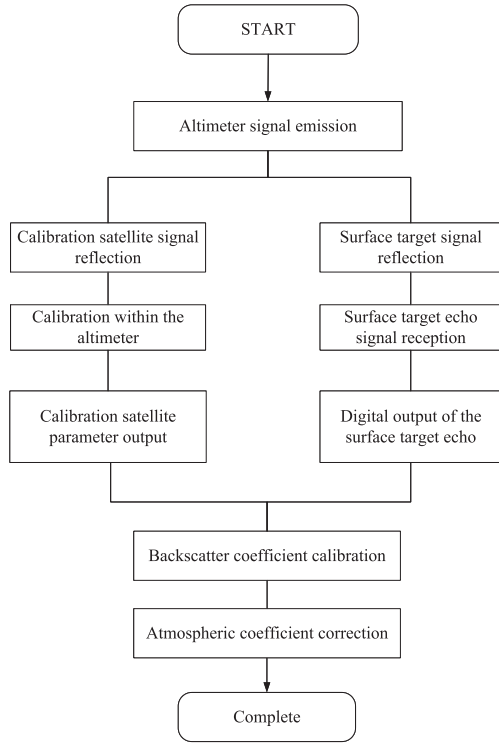 START
Altimeter signal emission
Calibration satellite signal
reflection
Surface target signal
reflection
Calibration within the
altimeter
Surface target echo
signal reception
Calibration satellite
parameter output
Digital output of the
surface target echo
Backscatter coefficient calibration
Atmospheric coefficient correction
Complete